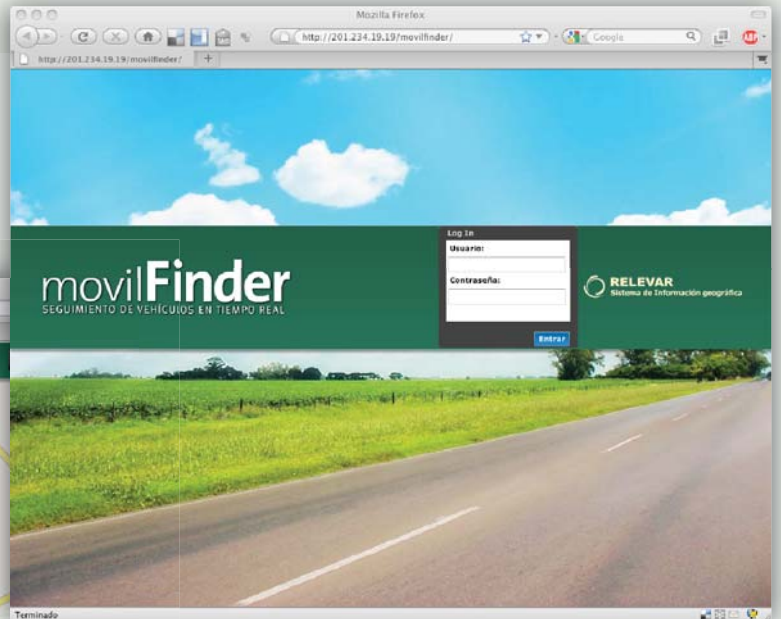 Mozilla Firefox
http://201.234.19.19/movilfinder/
Google
ABP
http://201.234.19.19/movilfinder/
Log In
Usuario:
Contraseña:
Entrar
movilFinder
SEGUIMIENTO DE VEHÍCULOS EN TIEMPO REAL
RELEVAR
Sistema de Información geográfica
Terminado